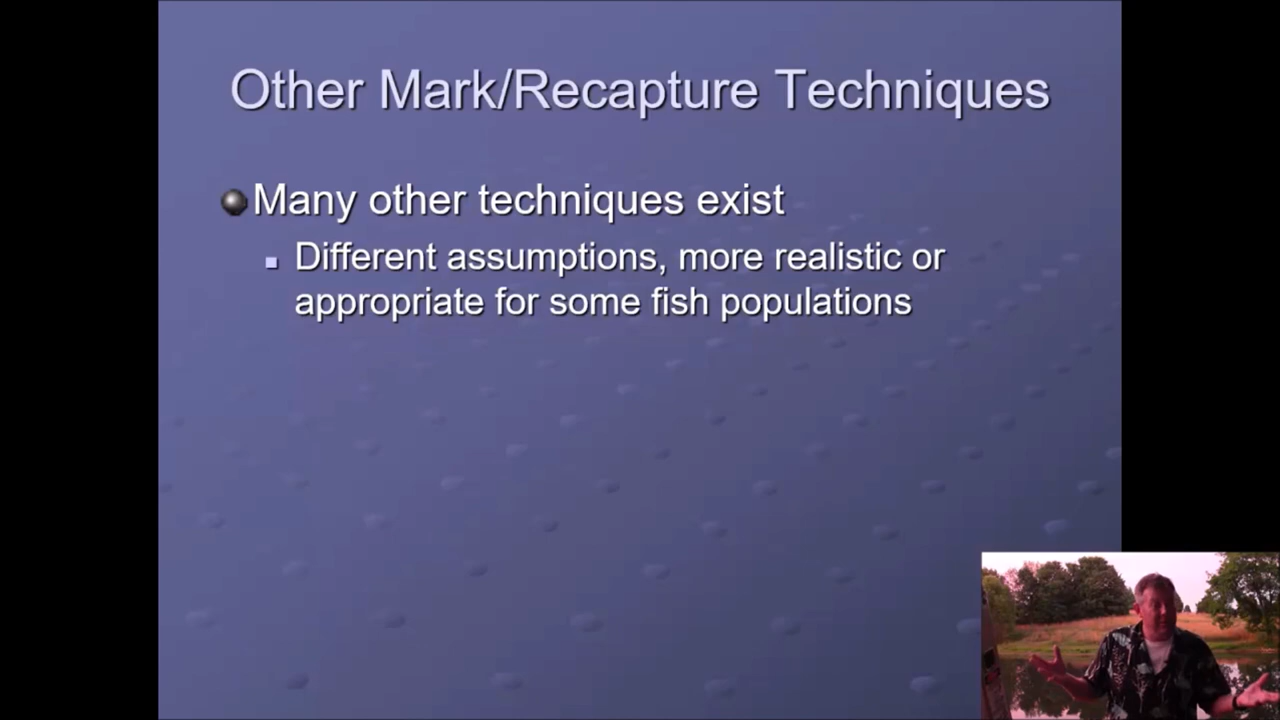 Other Mark/Recapture Techniques
Many other techniques exist
Different assumptions, more realistic or
appropriate for some fish populations